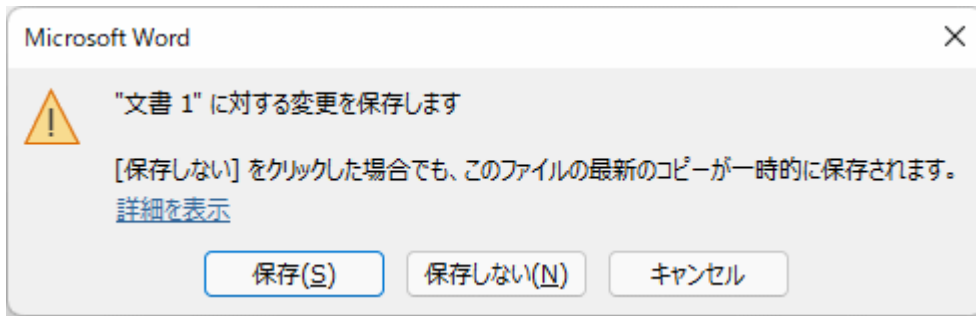 Microsoft Word
"文書 1" に対する変更を保存します
[保存しない] をクリックした場合でも、このファイルの最新のコピーが一時的に保存されます。
詳細を表示
保存(S)
保存しない(N)
キャンセル